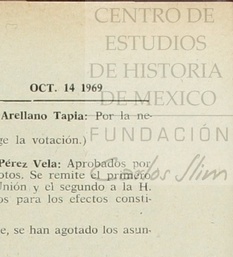 CENTRO DE
ESTUDIOS
DE HISTORIA
DE MEXICO
FUNDACIÓN
Carlos Slim
OCT. 14 1969
Arellano Tapia: Por la ne-
ge la votación.)
Pérez Vela: Aprobados por
otos. Se remite el primero
Unión y el segundo a la H.
os para los efectos consti-
e, se han agotado los asun-